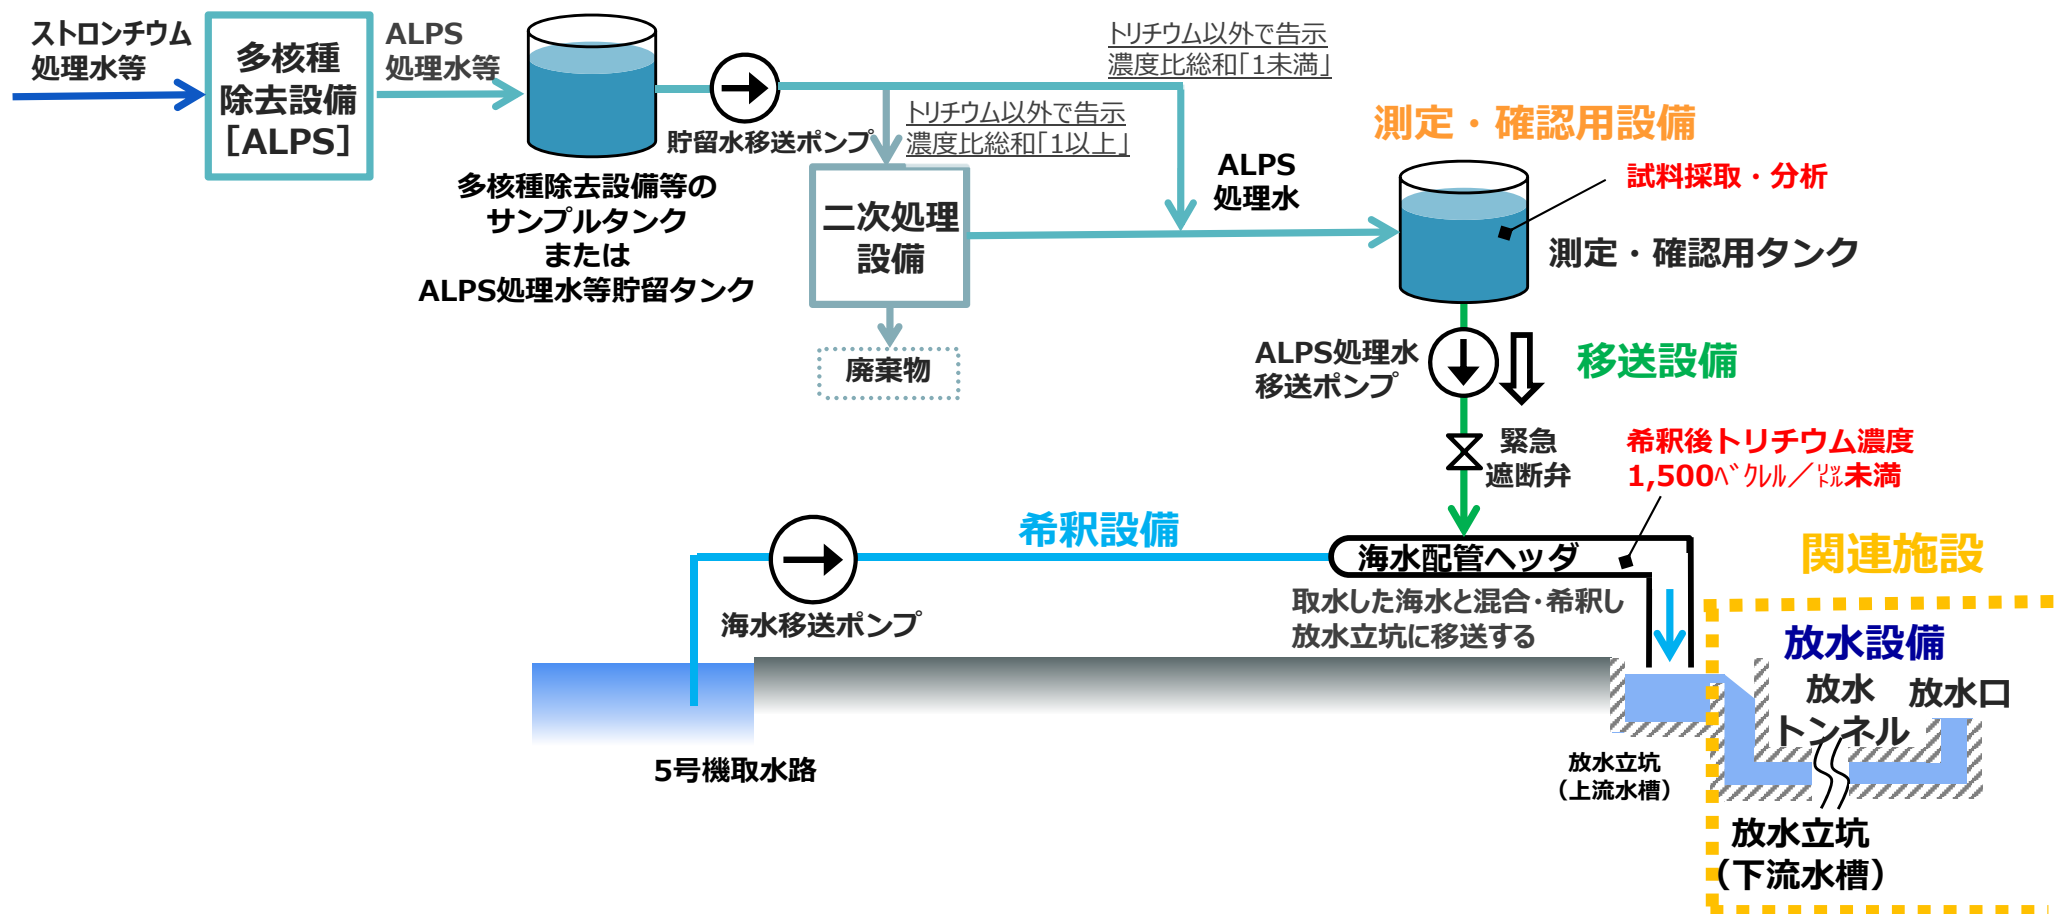 ストロンチウム
処理水等
多核種
除去設備
［ALPS］
ALPS
処理水等
多核種除去設備等の
サンプルタンク
または
ALPS処理水等貯留タンク
貯留水移送ポンプ
トリチウム以外で告示
濃度比総和「1未満」
トリチウム以外で告示
濃度比総和「1以上」
二次処理
設備
廃棄物
ALPS
処理水
測定・確認用設備
試料採取・分析
測定・確認用タンク
ALPS処理水
移送ポンプ
移送設備
緊急
遮断弁
希釈後トリチウム濃度
1,500ﾍﾞｸﾚﾙ／㍑未満
希釈設備
海水配管ヘッダ
海水移送ポンプ
取水した海水と混合・希釈し
放水立坑に移送する
関連施設
放水設備
放水
トンネル
放水口
5号機取水路
放水立坑
（上流水槽）
放水立坑
（下流水槽）